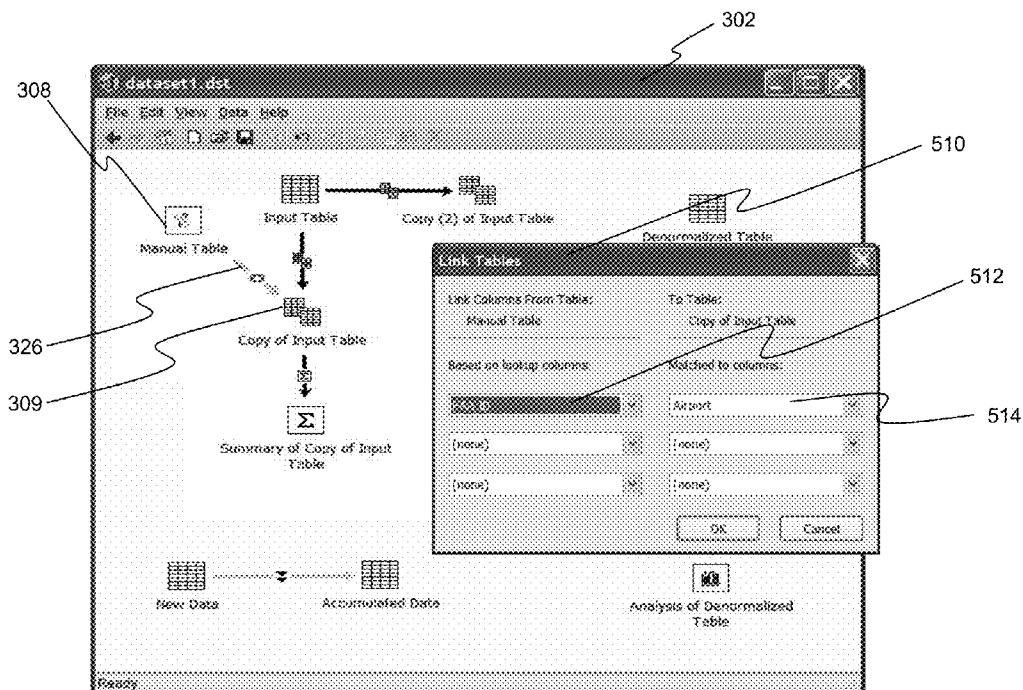 302
dataset1.dst
308
File Edit View Data Help
510
Input Table
Copy (2) of Input Table
Manual Table
Denormalized Table
Link Tables
512
Link Columns From Table:
To Table:
Manual Table
Copy of Input Table
326
Copy of Input Table
Based on lookup columns:
Matched to columns:
309
Airport
514
(none)
(none)
Σ
Summary of Copy of Input
Table
(none)
(none)
OK
Cancel
New Data
Accumulated Data
Analysis of Denormalized
Table
Ready